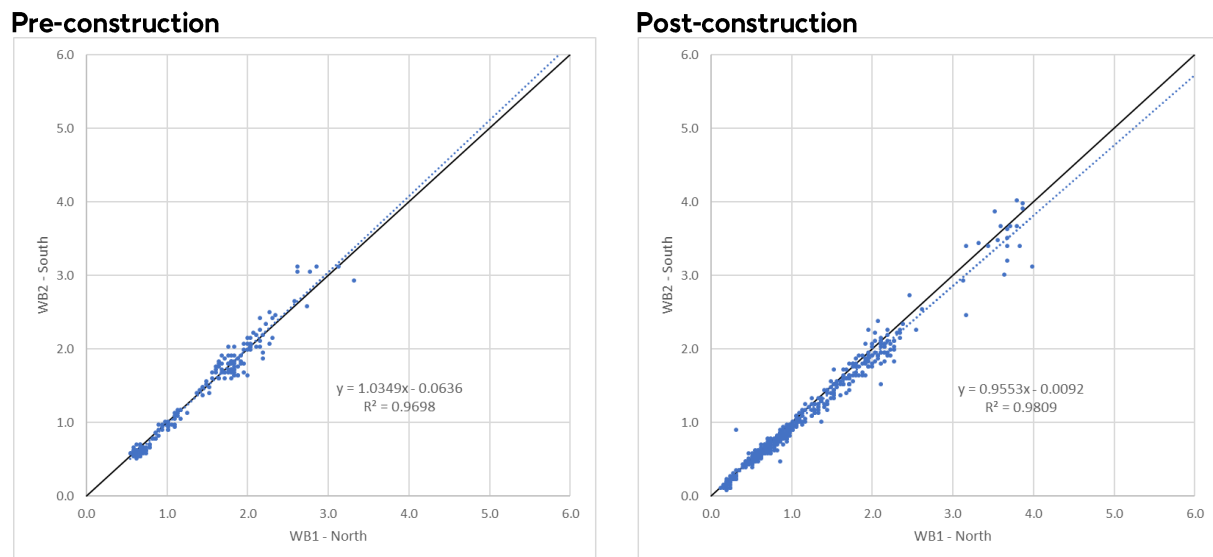 Pre-construction
6.0
5.0
4.0
3.0
2.0
1.0
0.0
WB2 - South
y = 1.0349x - 0.0636
R² = 0.9698
0.0 1.0 2.0 3.0 4.0 5.0 6.0
WB1 - North
Post-construction
6.0
5.0
4.0
3.0
2.0
1.0
0.0
WB2 - South
y = 0.9553x - 0.0092
R² = 0.9809
0.0 1.0 2.0 3.0 4.0 5.0 6.0
WB1 - North